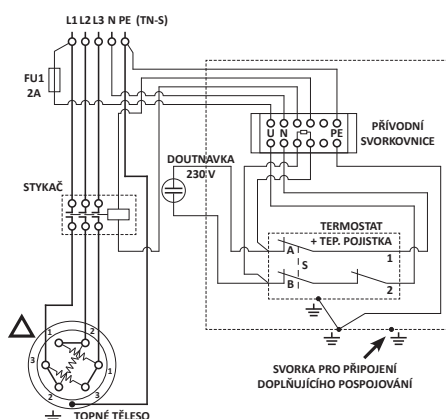 L1 L2 L3 N PE (TN-S)
FU1
2A
U N PE
PŘÍVODNÍ
SVORKOVNICE
DOUTNAVKA
230 V
STYKAČ
TERMOSTAT
+ TEP. POJISTKA
A 1
S
B 2
1 2
3 1
2 3
SVORKA PRO PŘIPOJENÍ
DOPLŇUJÍCÍHO POSPOJOVÁNÍ
TOPNÉ TĚLESO